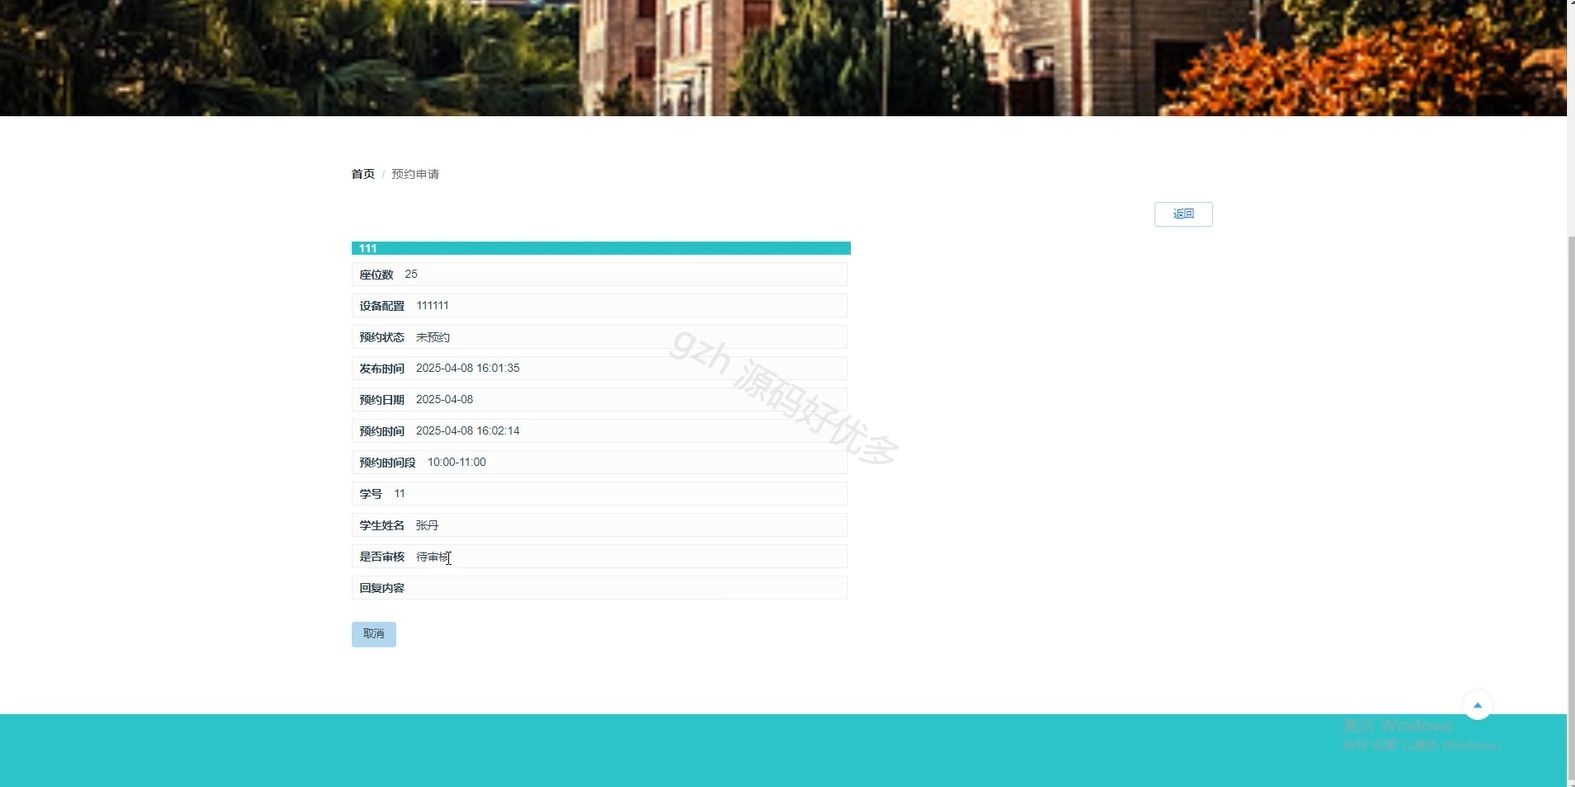 首页 / 预约申请
返回
111
座位数 25
设备配置 111111
预约状态 未预约
发布时间 2025-04-08 16:01:35
预约日期 2025-04-08
预约时间 2025-04-08 16:02:14
预约时间段 10:00-11:00
学号 11
学生姓名 张丹
是否审核 待审核
回复内容
取消
gzh 源码好优多
激活 Windows
转到"设置"以激活 Windows。